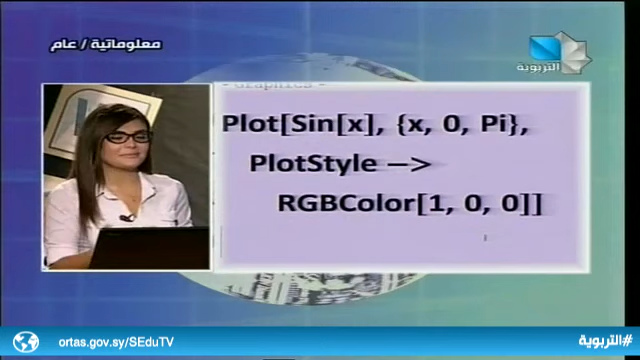 معلوماتية / عام
التربوية
- Graphics -
Plot[Sin[x], {x, 0, Pi},
PlotStyle —>
RGBColor[1, 0, 0]]
ortas.gov.sy/SEduTV
#التربوية